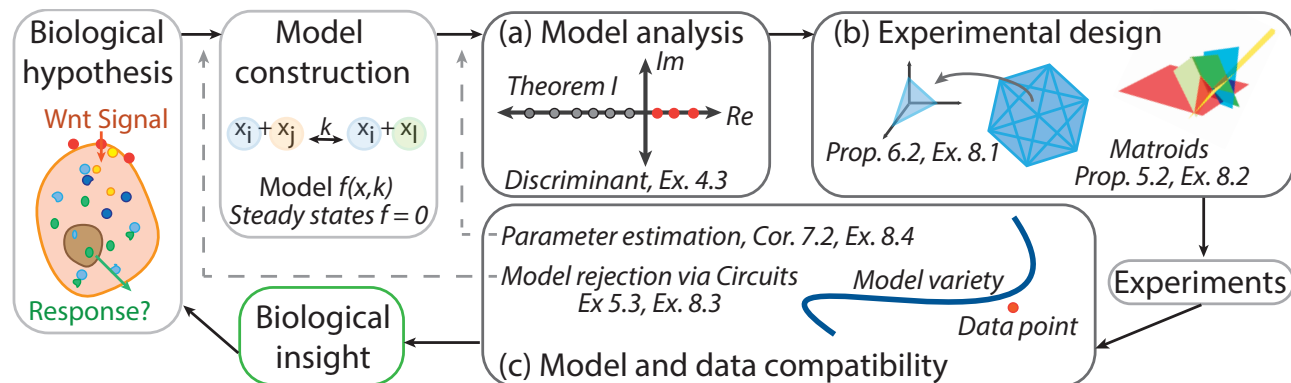 Biological
hypothesis
Wnt Signal
Response?
Model
construction
xi + xj k xi + xl
Model f(x,k)
Steady states f = 0
(a) Model analysis
Theorem I
Im
Re
Discriminant, Ex. 4.3
(b) Experimental design
Prop. 6.2, Ex. 8.1
Matroids
Prop. 5.2, Ex. 8.2
Experiments
Parameter estimation, Cor. 7.2, Ex. 8.4
Model rejection via Circuits
Ex 5.3, Ex. 8.3
Model variety
Data point
(c) Model and data compatibility
Biological
insight